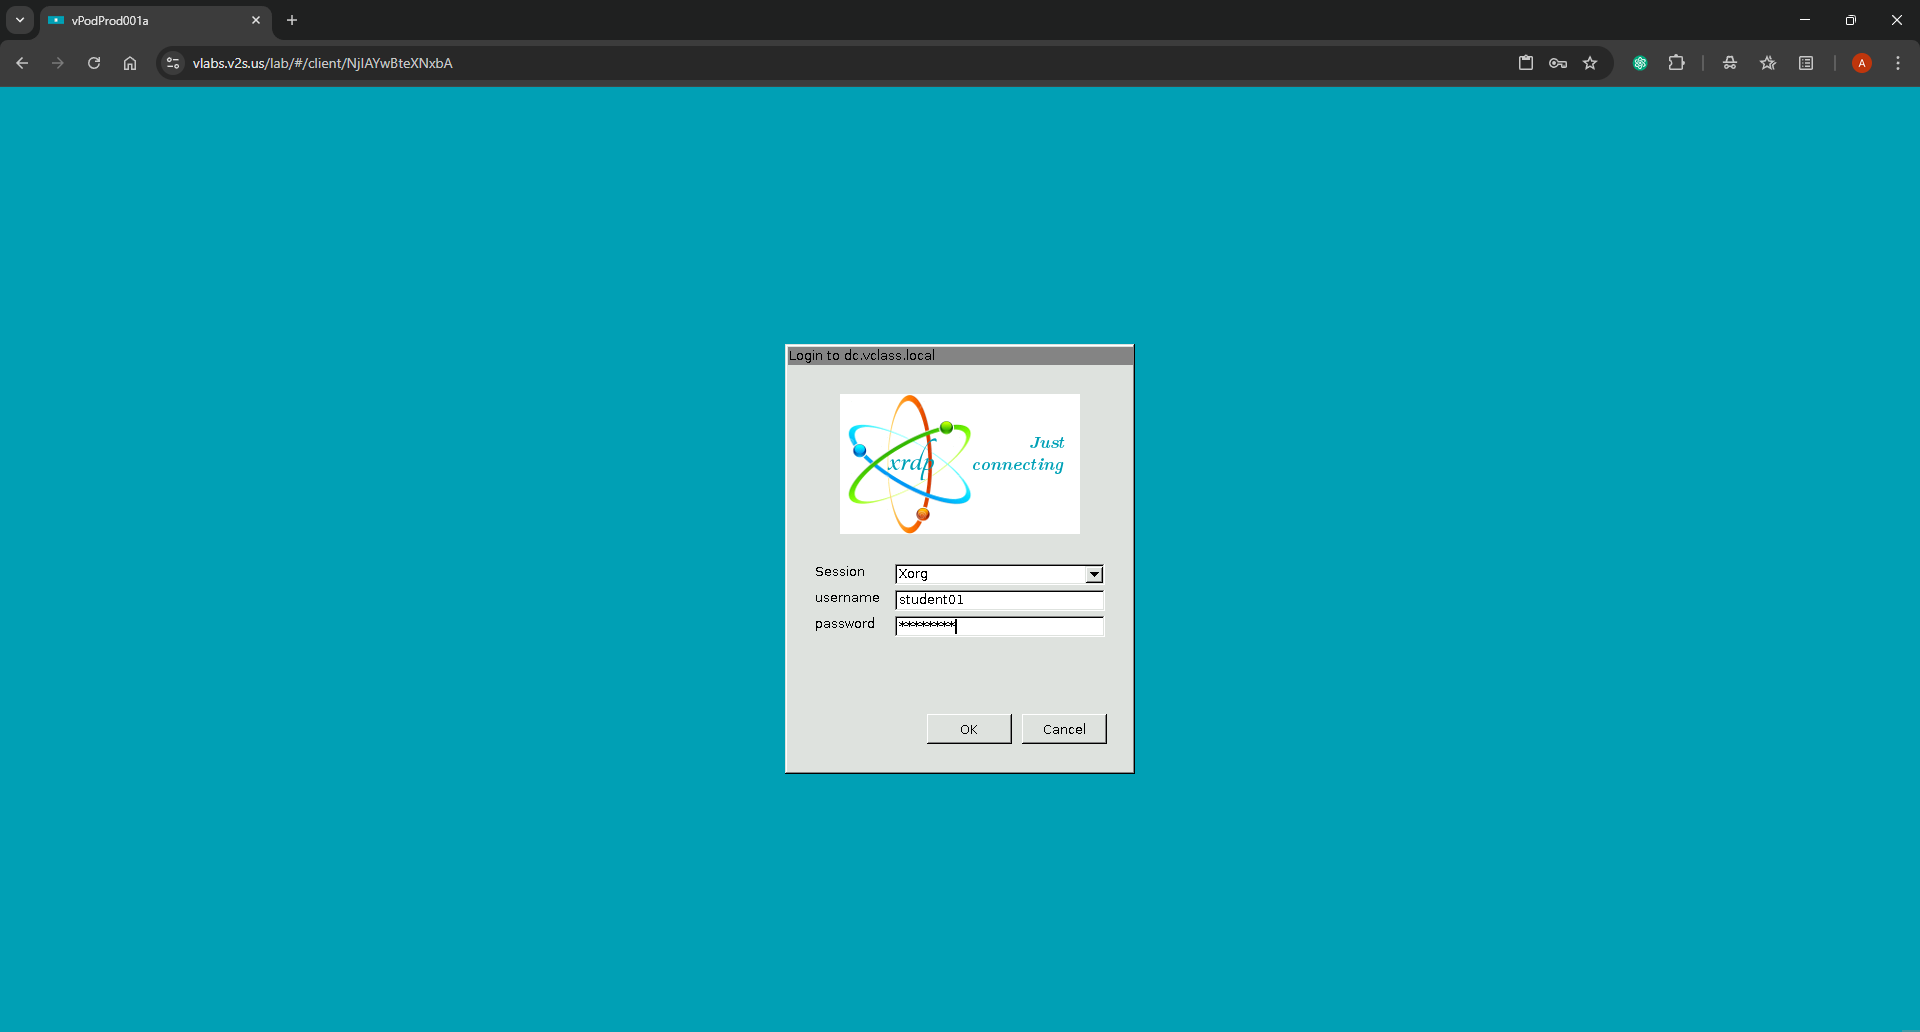 vPodProd001a
vlabs.v2s.us/lab/#/client/NjIAYwBteXNxbA
A
Login to dc.vclass.local
xrdp
Just
connecting
Session
Xorg
username
student01
password
********
OK
Cancel